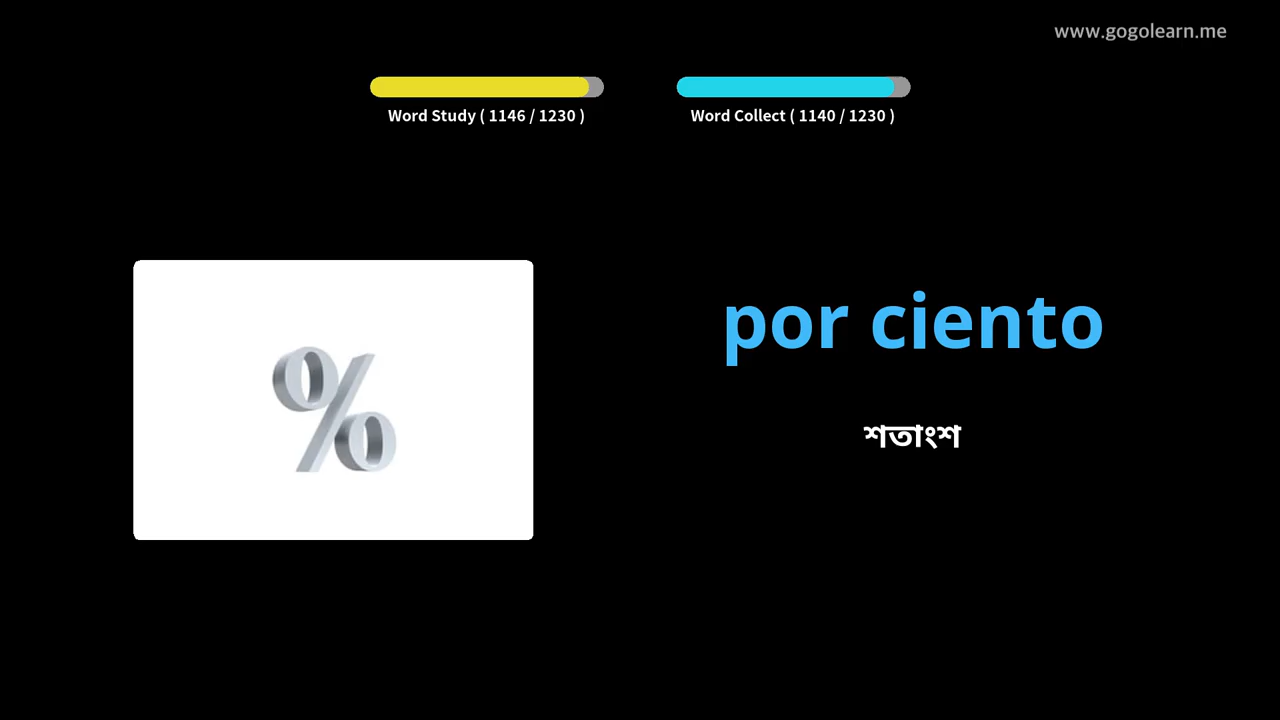 www.gogolearn.me
Word Study ( 1146 / 1230 )
Word Collect ( 1140 / 1230 )
%
por ciento
শতাংশ